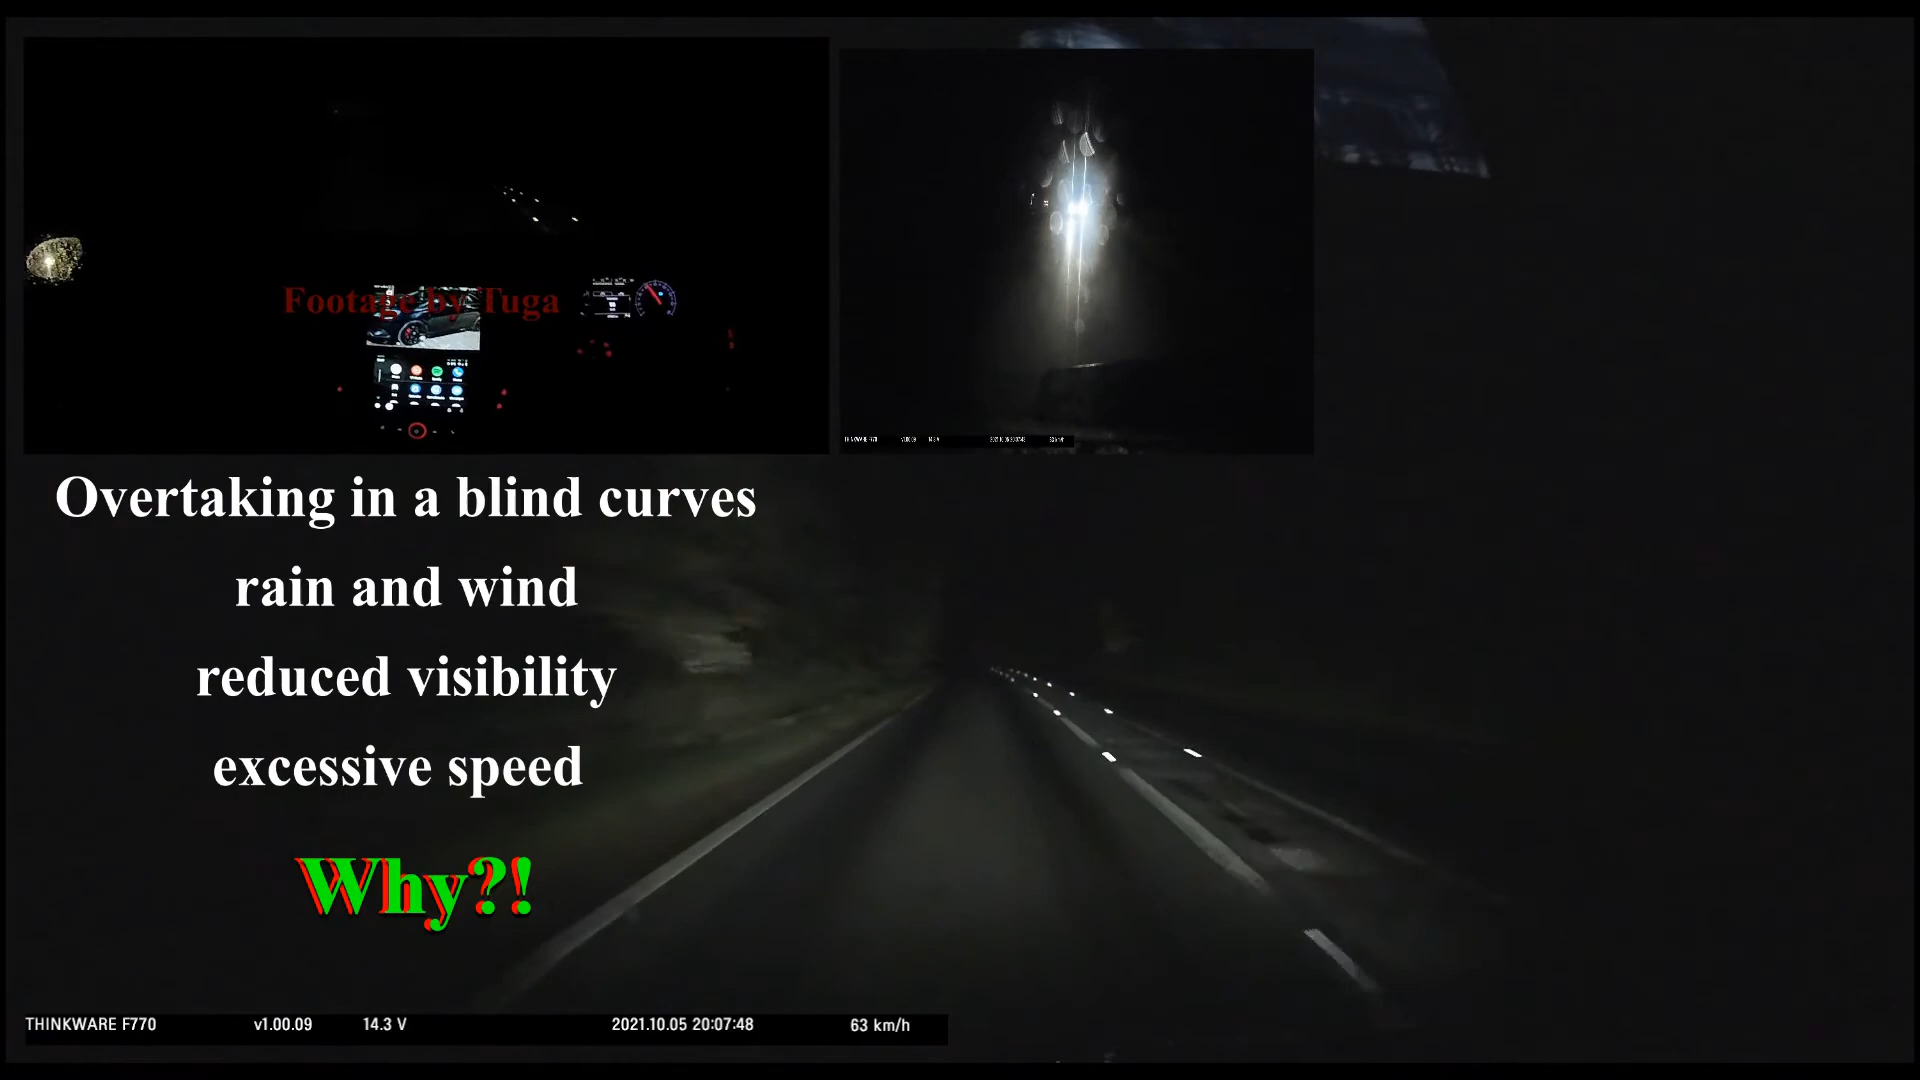 Footage by Tuga
Overtaking in a blind curves
rain and wind
reduced visibility
excessive speed
Why?!
THINKWARE F770 v1.00.09 14.3 V 2021.10.05 20:07:48 63 km/h